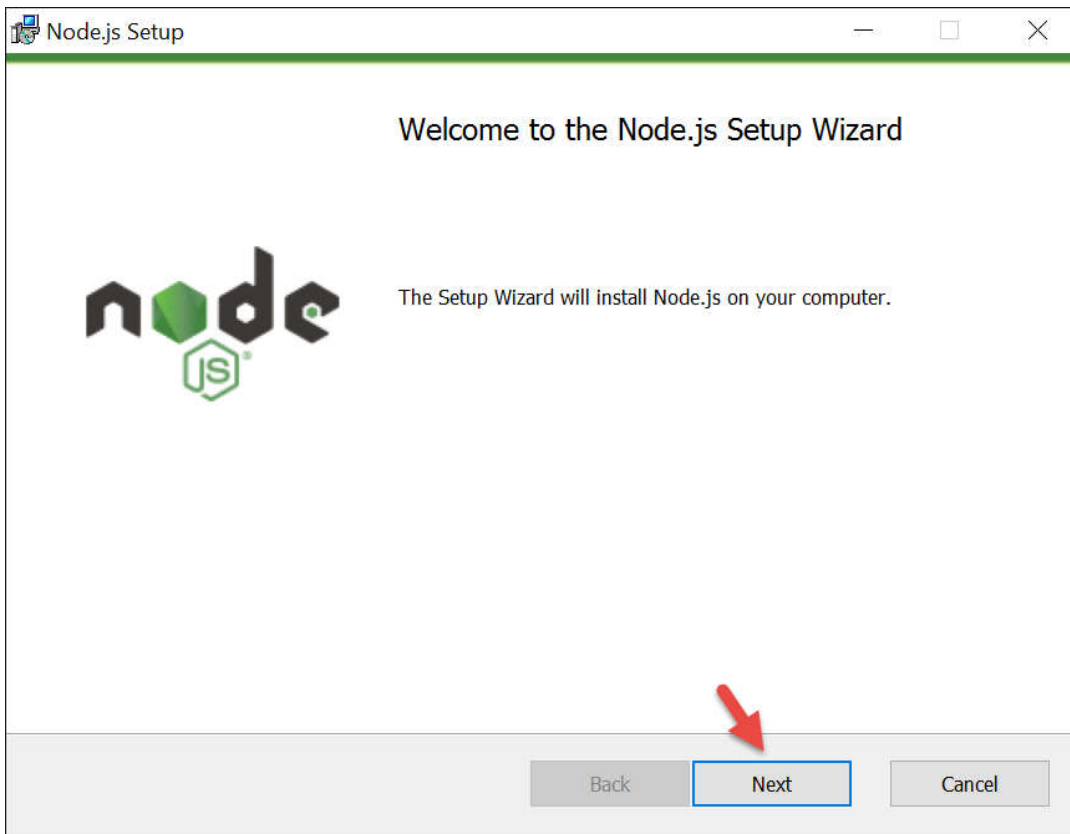 Node.js Setup
Welcome to the Node.js Setup Wizard
node
JS®
The Setup Wizard will install Node.js on your computer.
Back Next Cancel